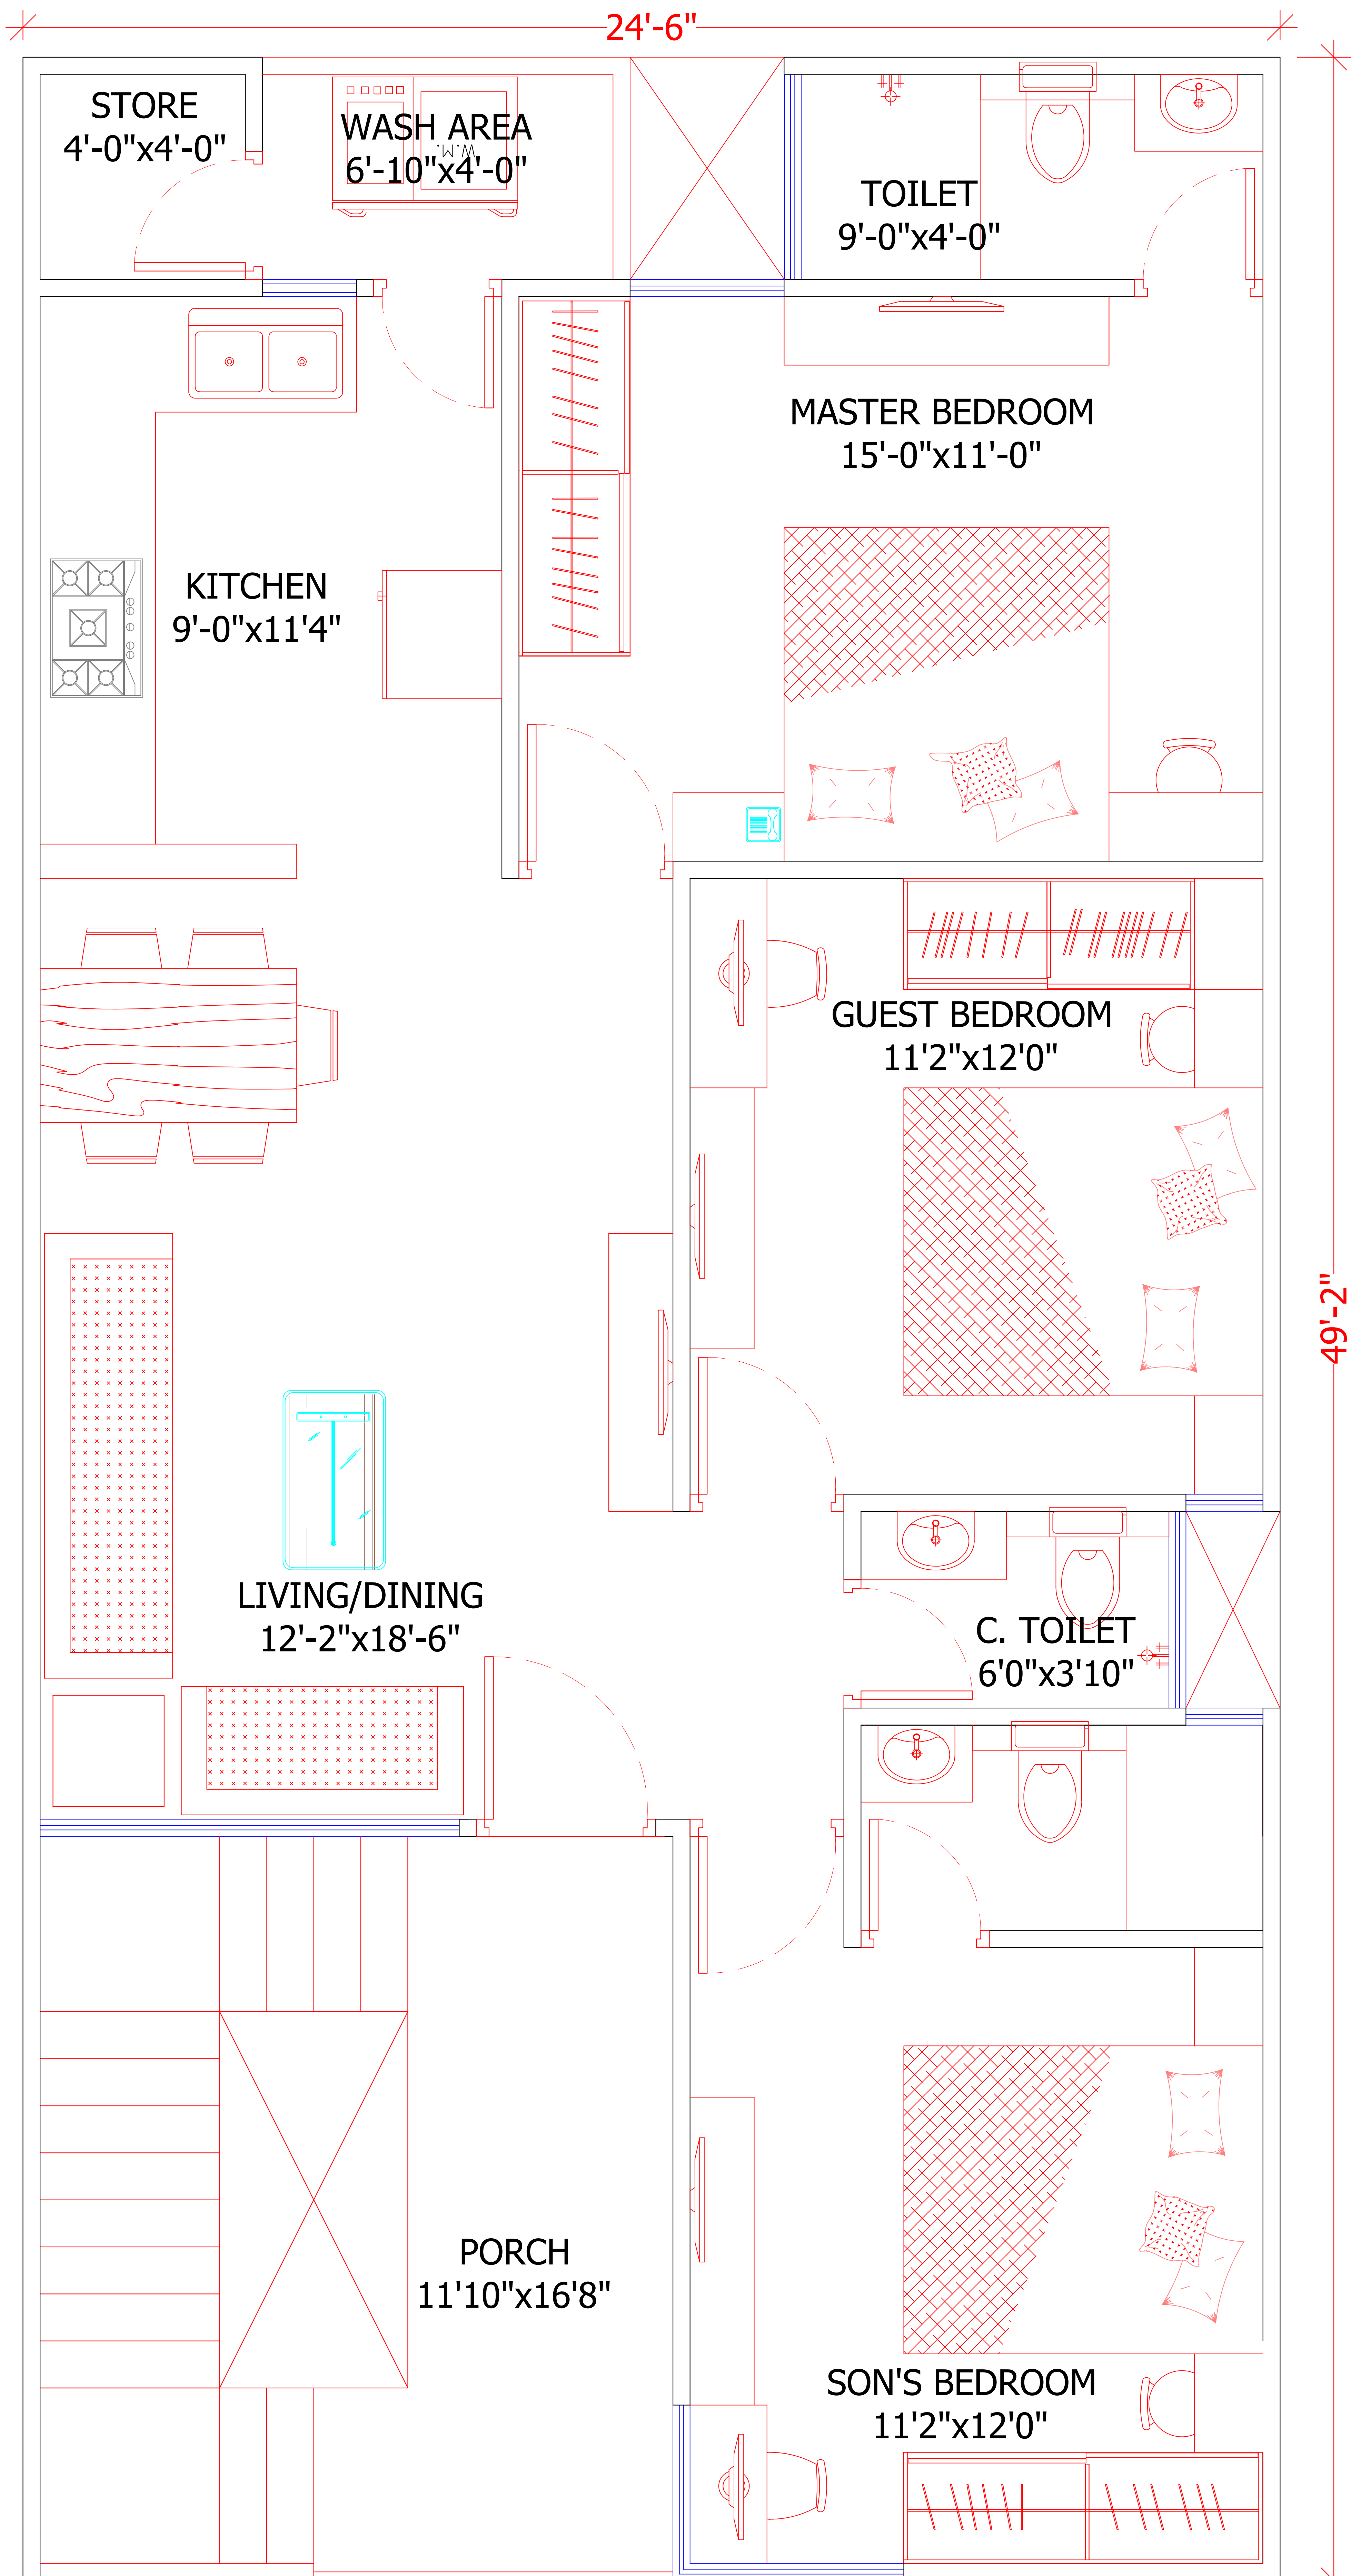 24'-6"
STORE
4'-0"x4'-0"
WASH AREA
W.M.
6'-10"x4'-0"
TOILET
9'-0"x4'-0"
MASTER BEDROOM
15'-0"x11'-0"
KITCHEN
9'-0"x11'4"
GUEST BEDROOM
11'2"x12'0"
49'-2"
LIVING/DINING
12'-2"x18'-6"
C. TOILET
6'0"x3'10"
PORCH
11'10"x16'8"
SON'S BEDROOM
11'2"x12'0"